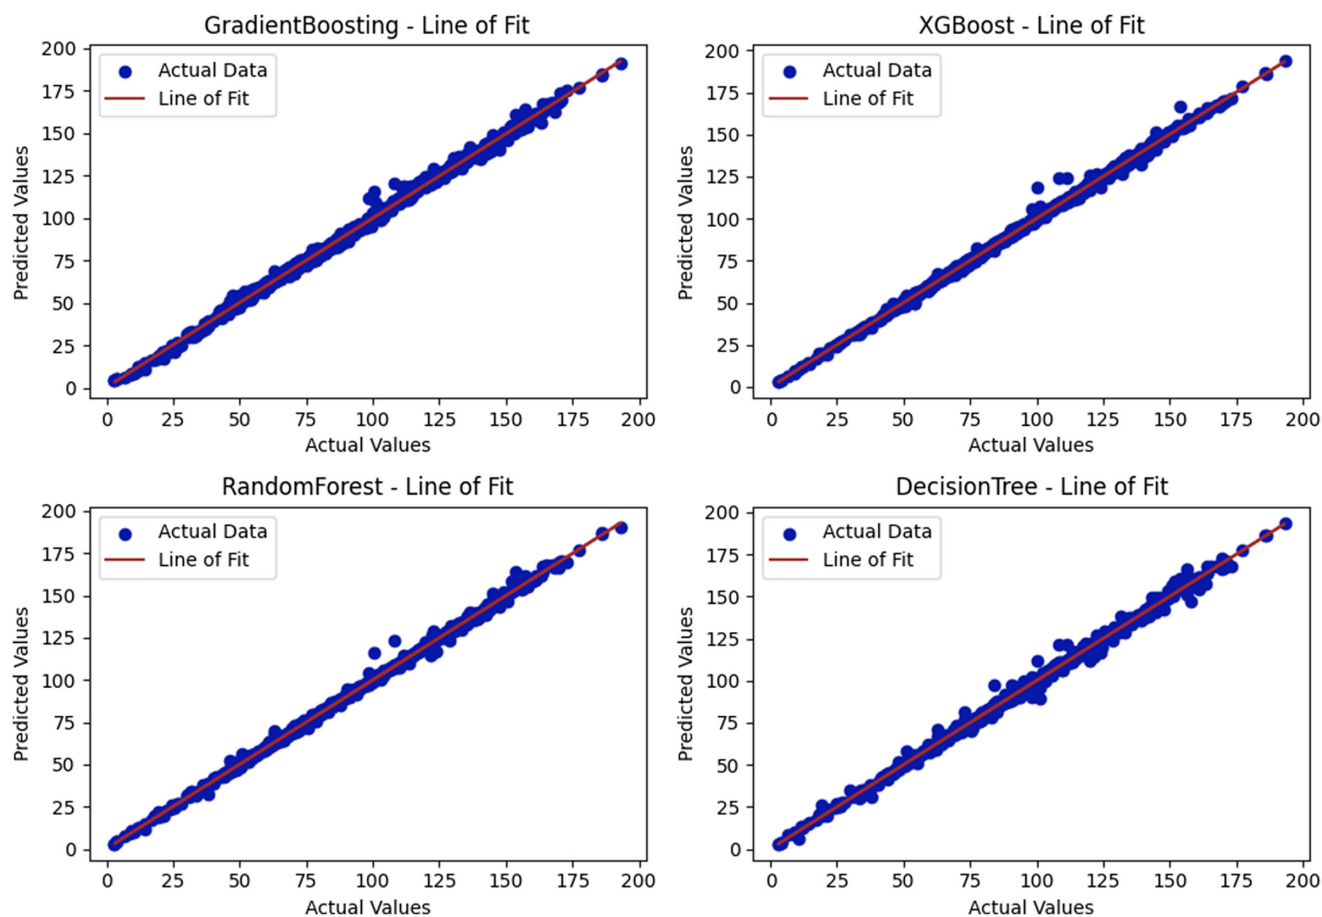 GradientBoosting - Line of Fit
200
175
150
125
100
75
50
25
0
Predicted Values
Actual Data
Line of Fit
0 25 50 75 100 125 150 175 200
Actual Values
XGBoost - Line of Fit
200
175
150
125
100
75
50
25
0
Predicted Values
Actual Data
Line of Fit
0 25 50 75 100 125 150 175 200
Actual Values
RandomForest - Line of Fit
200
175
150
125
100
75
50
25
0
Predicted Values
Actual Data
Line of Fit
0 25 50 75 100 125 150 175 200
Actual Values
DecisionTree - Line of Fit
200
175
150
125
100
75
50
25
0
Predicted Values
Actual Data
Line of Fit
0 25 50 75 100 125 150 175 200
Actual Values